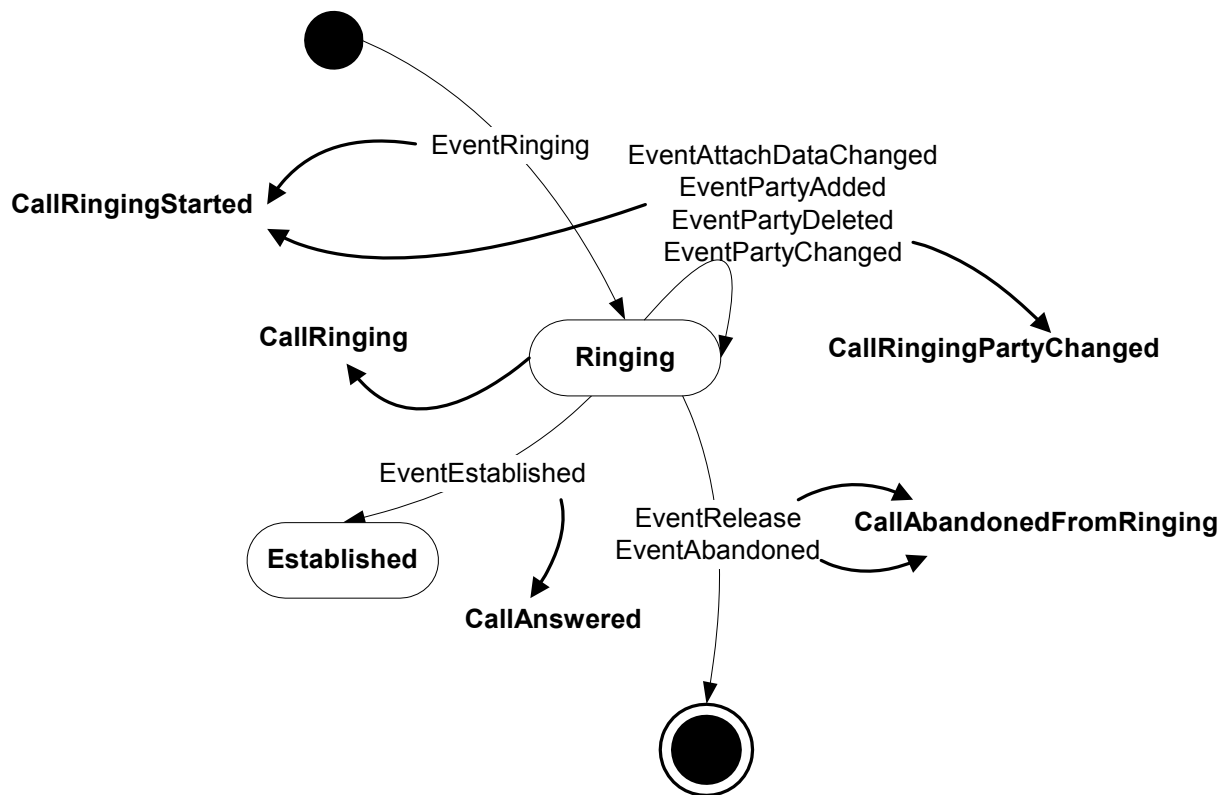 EventRinging
EventAttachDataChanged
EventPartyAdded
EventPartyDeleted
EventPartyChanged
CallRingingStarted
CallRinging
Ringing
CallRingingPartyChanged
EventEstablished
Established
CallAnswered
EventRelease
EventAbandoned
CallAbandonedFromRinging